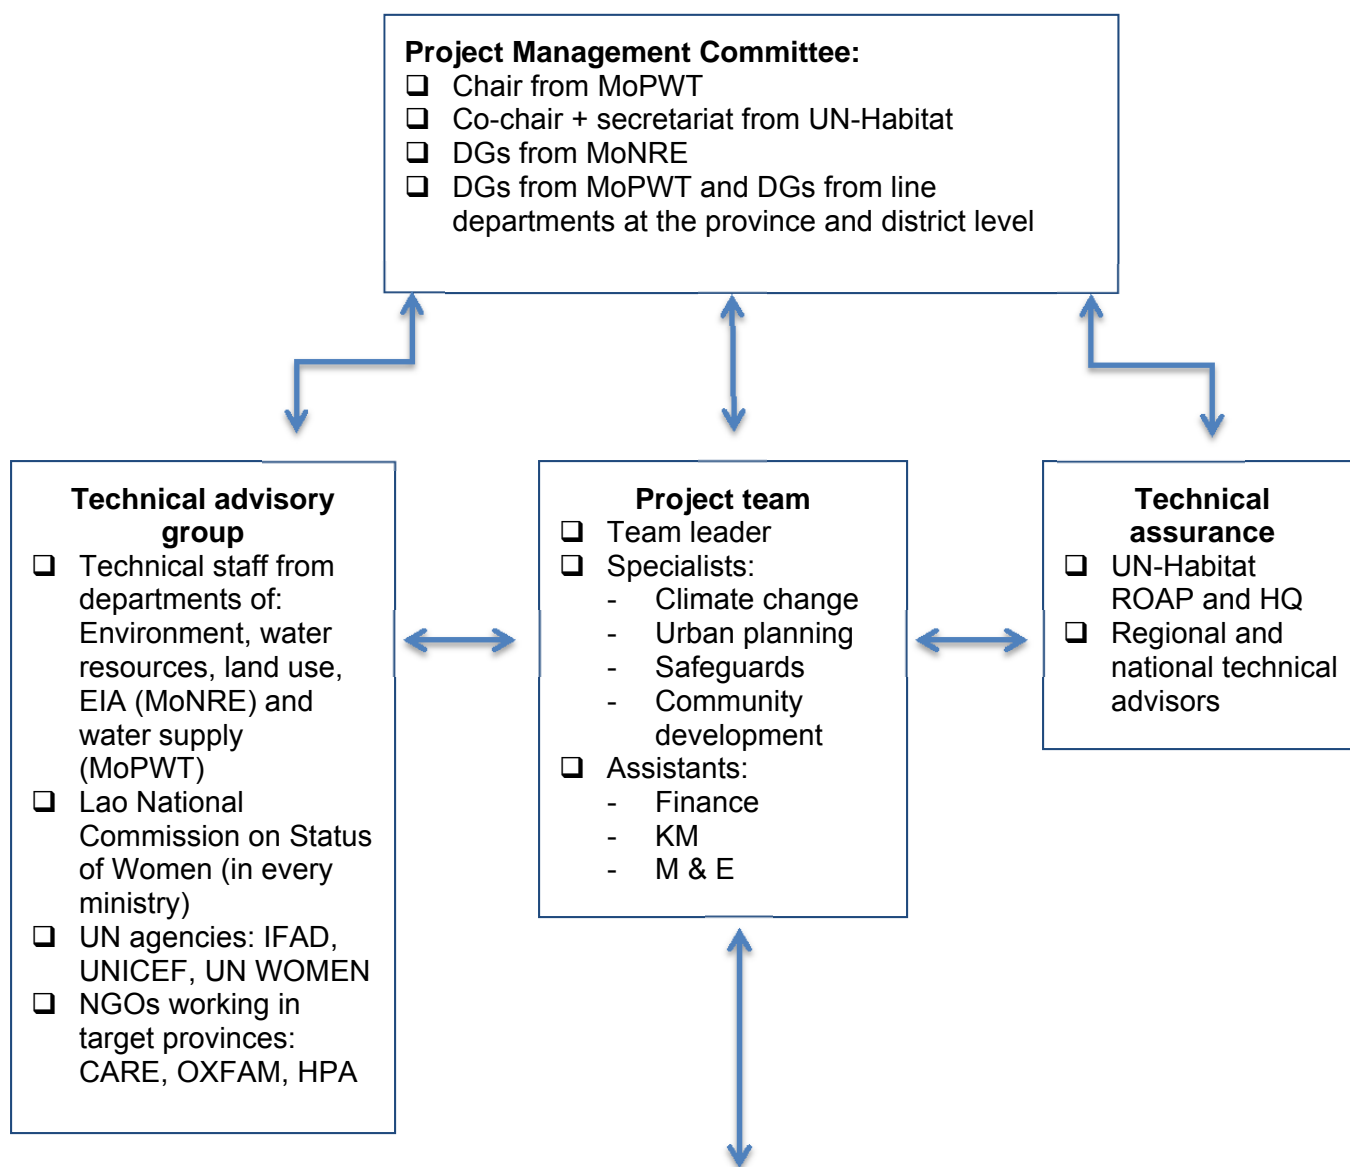 Project Management Committee:
❑ Chair from MoPWT
❑ Co-chair + secretariat from UN-Habitat
❑ DGs from MoNRE
❑ DGs from MoPWT and DGs from line
departments at the province and district level
Technical advisory
group
❑ Technical staff from
departments of:
Environment, water
resources, land use,
EIA (MoNRE) and
water supply
(MoPWT)
❑ Lao National
Commission on Status
of Women (in every
ministry)
❑ UN agencies: IFAD,
UNICEF, UN WOMEN
❑ NGOs working in
target provinces:
CARE, OXFAM, HPA
Project team
❑ Team leader
❑ Specialists:
- Climate change
- Urban planning
- Safeguards
- Community
development
❑ Assistants:
- Finance
- KM
- M & E
Technical
assurance
❑ UN-Habitat
ROAP and HQ
❑ Regional and
national technical
advisors